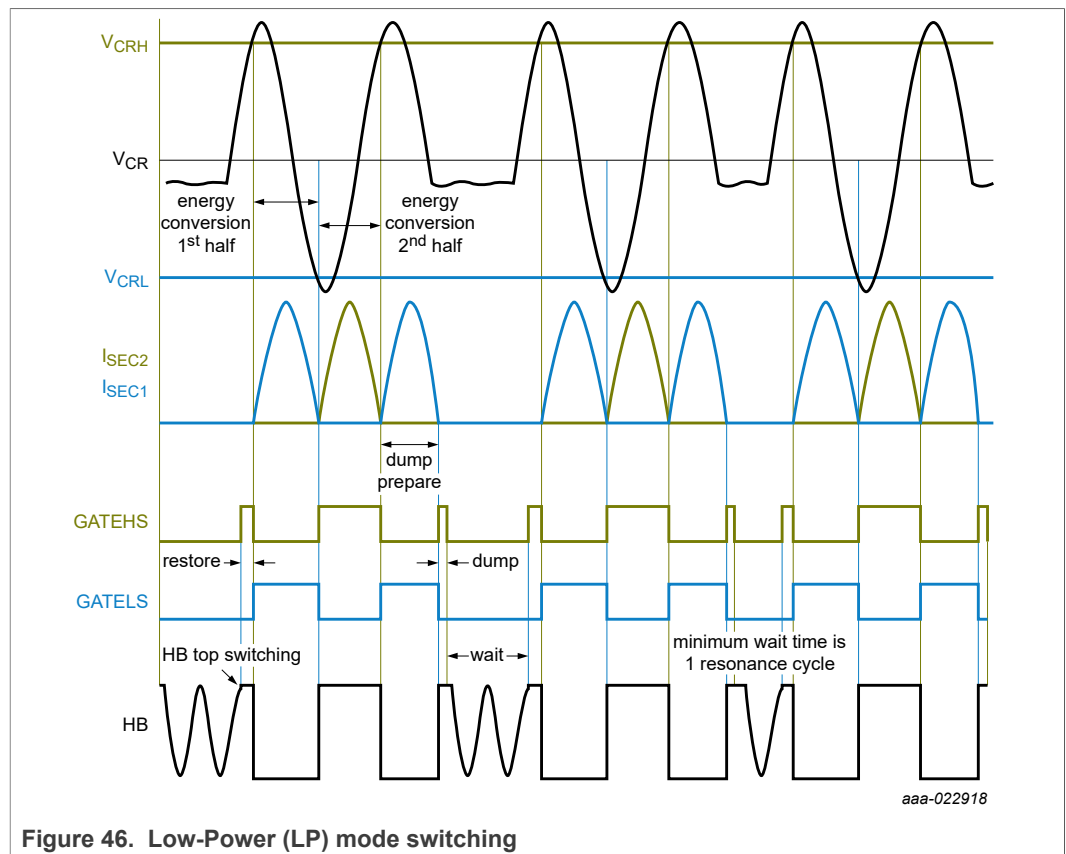 VCRH
VCR
energy
conversion
1st half
energy
conversion
2nd half
VCRL
ISEC2
ISEC1
dump
prepare
GATEHS
restore
dump
GATELS
HB top switching
wait
minimum wait time is
1 resonance cycle
HB
aaa-022918
Figure 46. Low-Power (LP) mode switching